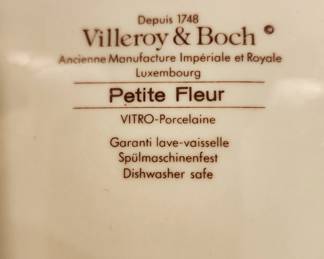 Depuis 1748
Villeroy & Boch ©
Ancienne Manufacture Impériale et Royale
Luxembourg
Petite Fleur
VITRO-Porcelaine
Garanti lave-vaisselle
Spülmaschinenfest
Dishwasher safe